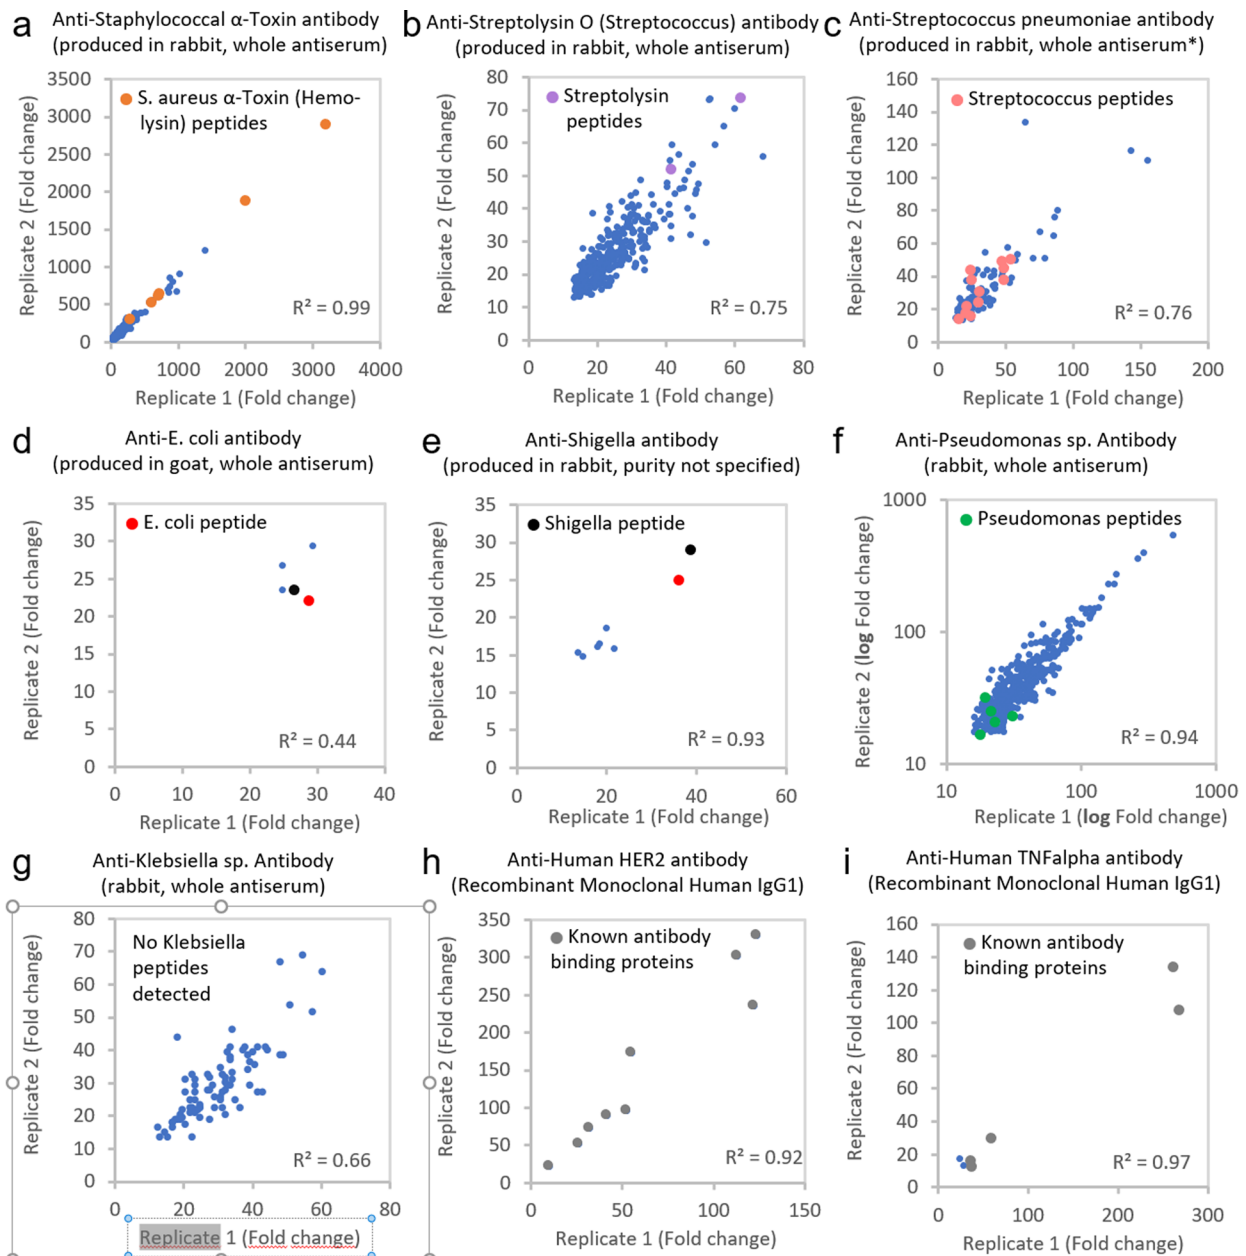 a
Anti-Staphylococcal α-Toxin antibody
(produced in rabbit, whole antiserum)
3500
3000
2500
2000
1500
1000
500
0
Replicate 2 (Fold change)
S. aureus α-Toxin (Hemo-
lysin) peptides
R² = 0.99
0 1000 2000 3000 4000
Replicate 1 (Fold change)
b
Anti-Streptolysin O (Streptococcus) antibody
(produced in rabbit, whole antiserum)
80
70
60
50
40
30
20
10
0
Replicate 2 (Fold change)
Streptolysin
peptides
R² = 0.75
0 20 40 60 80
Replicate 1 (Fold change)
c
Anti-Streptococcus pneumoniae antibody
(produced in rabbit, whole antiserum*)
160
140
120
100
80
60
40
20
0
Replicate 2 (Fold change)
Streptococcus peptides
R² = 0.76
0 50 100 150 200
Replicate 1 (Fold change)
d
Anti-E. coli antibody
(produced in goat, whole antiserum)
35
30
25
20
15
10
5
0
Replicate 2 (Fold change)
E. coli peptide
R² = 0.44
0 10 20 30 40
Replicate 1 (Fold change)
e
Anti-Shigella antibody
(produced in rabbit, purity not specified)
35
30
25
20
15
10
5
0
Replicate 2 (Fold change)
Shigella peptide
R² = 0.93
0 20 40 60
Replicate 1 (Fold change)
f
Anti-Pseudomonas sp. Antibody
(rabbit, whole antiserum)
1000
100
10
Replicate 2 (log Fold change)
Pseudomonas peptides
R² = 0.94
10 100 1000
Replicate 1 (log Fold change)
g
Anti-Klebsiella sp. Antibody
(rabbit, whole antiserum)
80
70
60
50
40
30
20
10
0
Replicate 2 (Fold change)
No Klebsiella
peptides
detected
R² = 0.66
0 20 40 60 80
Replicate 1 (Fold change)
h
Anti-Human HER2 antibody
(Recombinant Monoclonal Human IgG1)
350
300
250
200
150
100
50
0
Replicate 2 (Fold change)
Known antibody
binding proteins
R² = 0.92
0 50 100 150
Replicate 1 (Fold change)
i
Anti-Human TNFalpha antibody
(Recombinant Monoclonal Human IgG1)
160
140
120
100
80
60
40
20
0
Replicate 2 (Fold change)
Known antibody
binding proteins
R² = 0.97
0 100 200 300
Replicate 1 (Fold change)